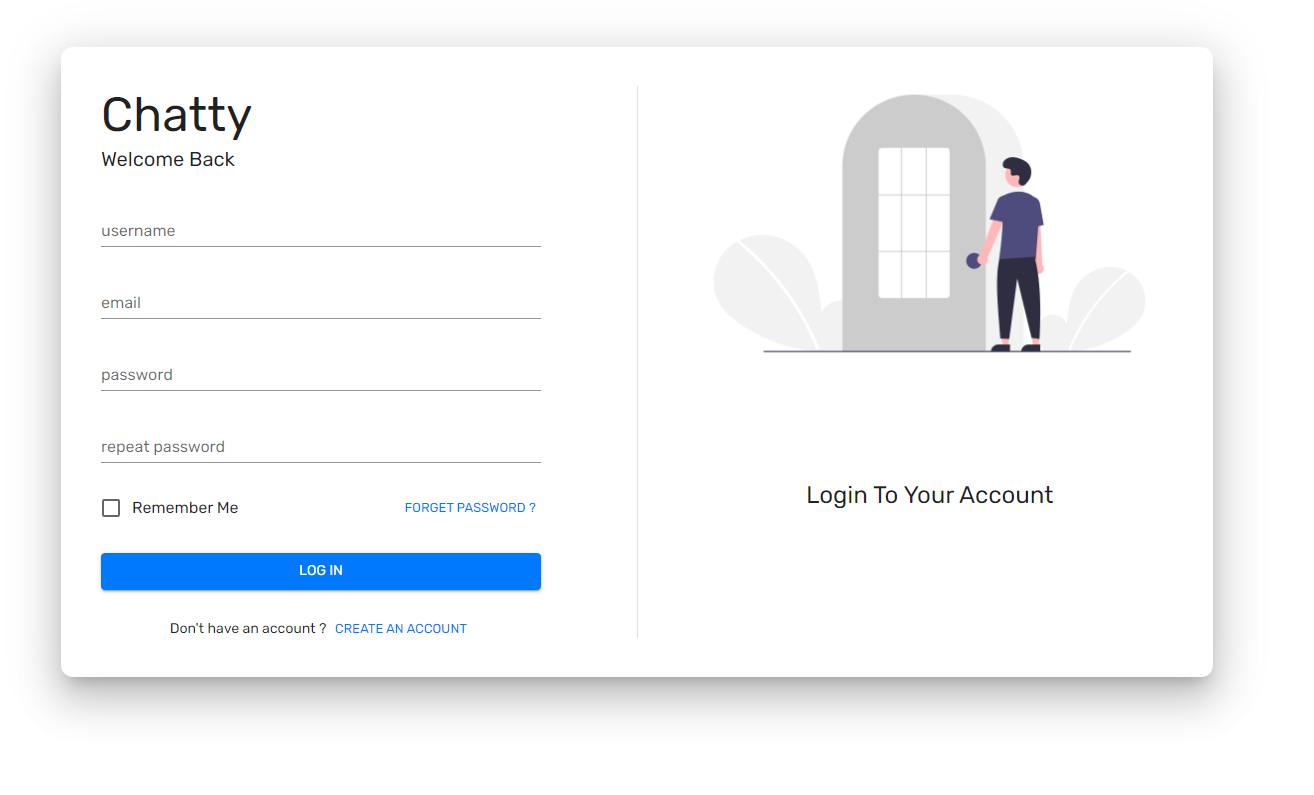 Chatty
Welcome Back
username
email
password
repeat password
Remember Me
FORGET PASSWORD ?
LOG IN
Don't have an account ? CREATE AN ACCOUNT
Login To Your Account